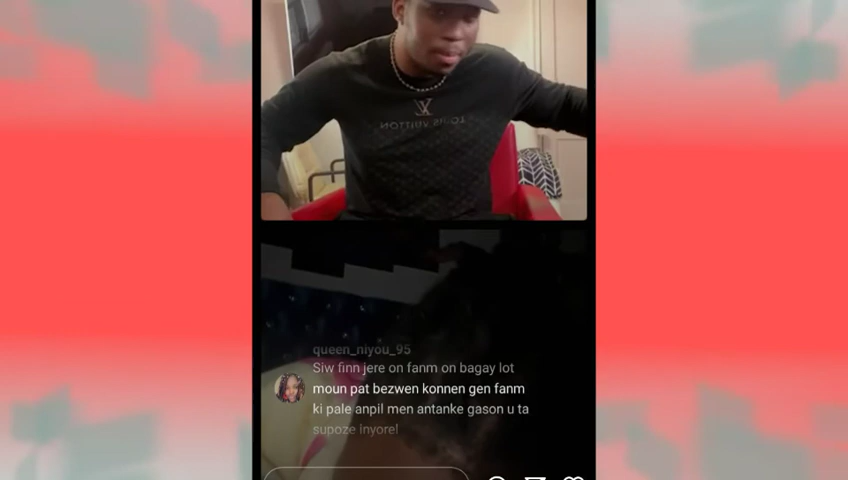 LOUIS VUITTON
queen_niyou_95
Siw finn jere on fanm on bagay lot
moun pat bezwen konnen gen fanm
ki pale anpil men antanke gason u ta
supoze inyorel